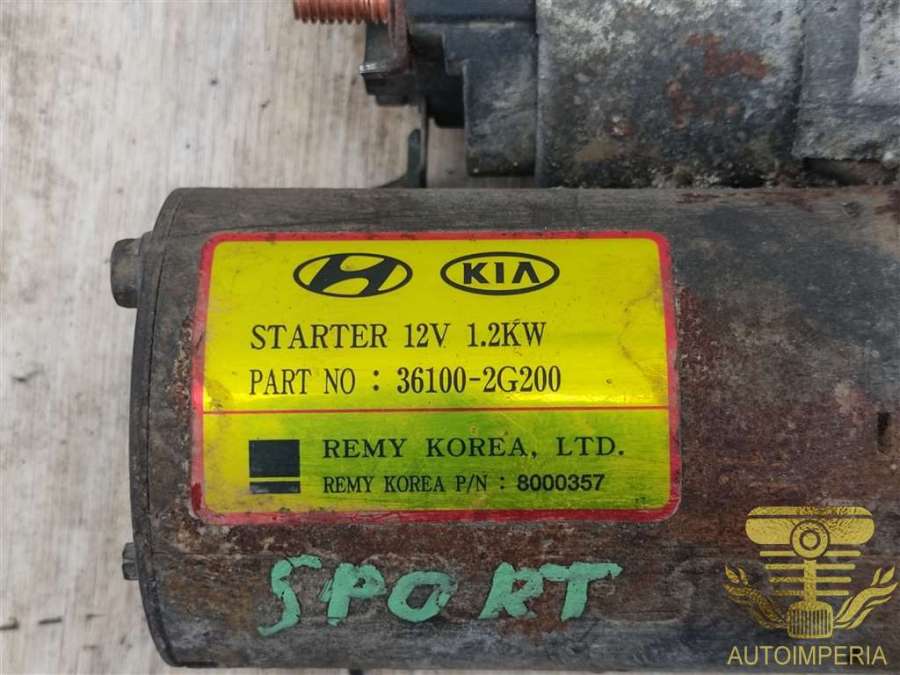 KIA
STARTER 12V 1.2KW
PART NO : 36100-2G200
REMY KOREA, LTD.
REMY KOREA P/N : 8000357
SPORT
AUTOIMPERIA